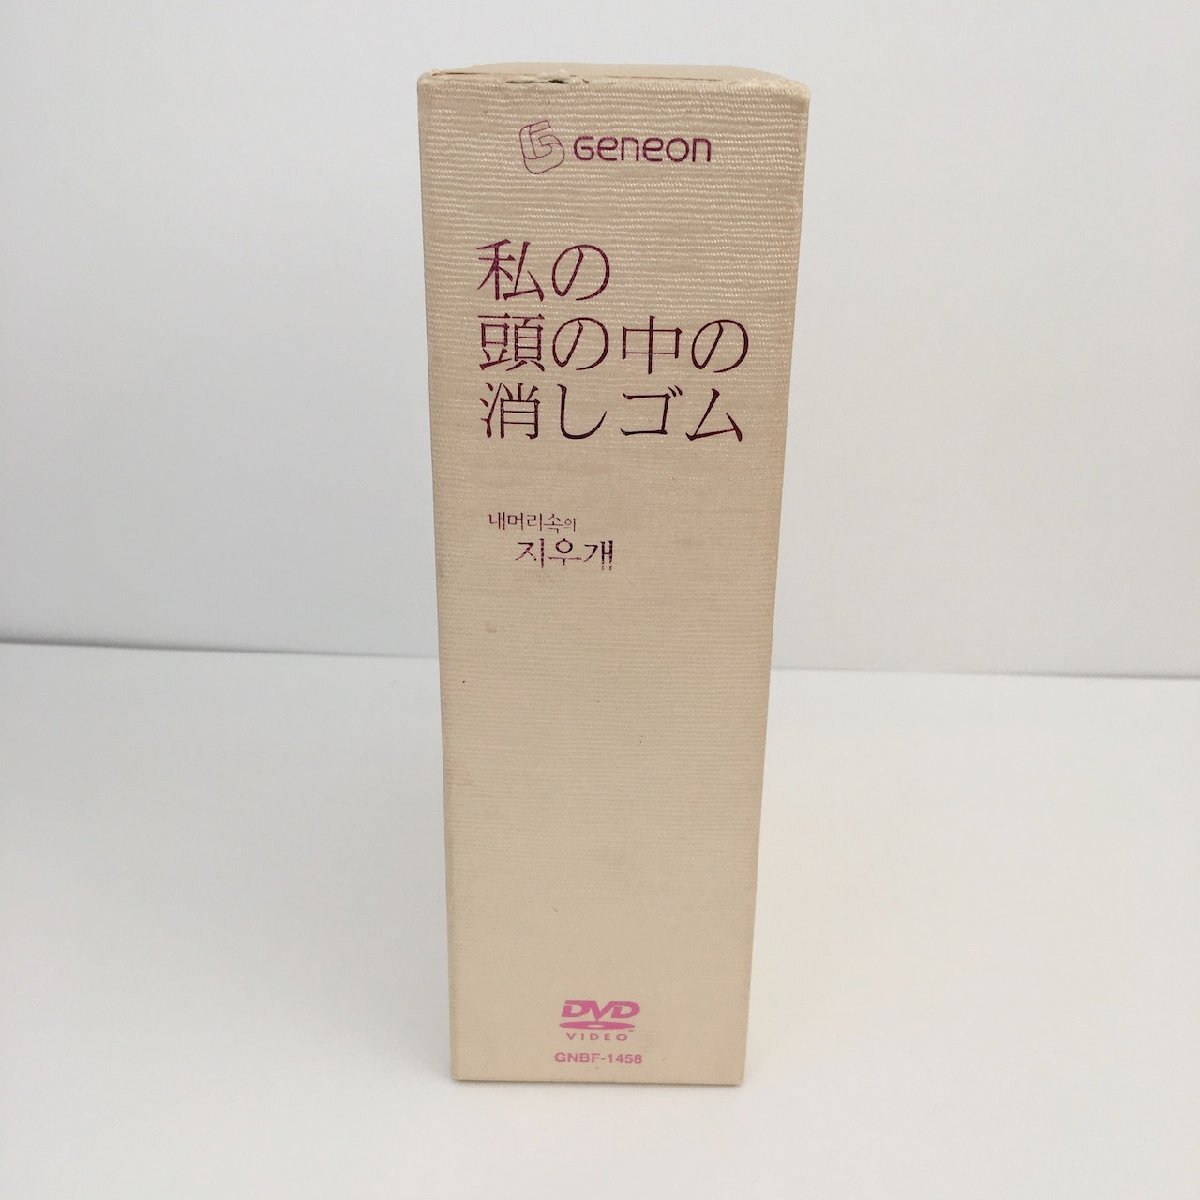 Geneon
私の
頭の中の
消しゴム
내머리속의
지우개
DVD
VIDEO
GNBF-1458